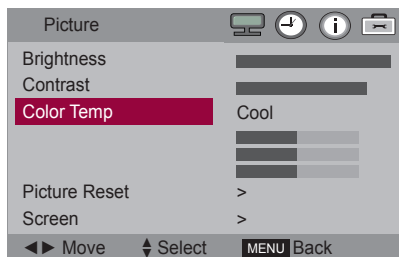 Picture
Brightness
Contrast
Color Temp Cool
Picture Reset >
Screen >
◄► Move ▲▼ Select MENU Back